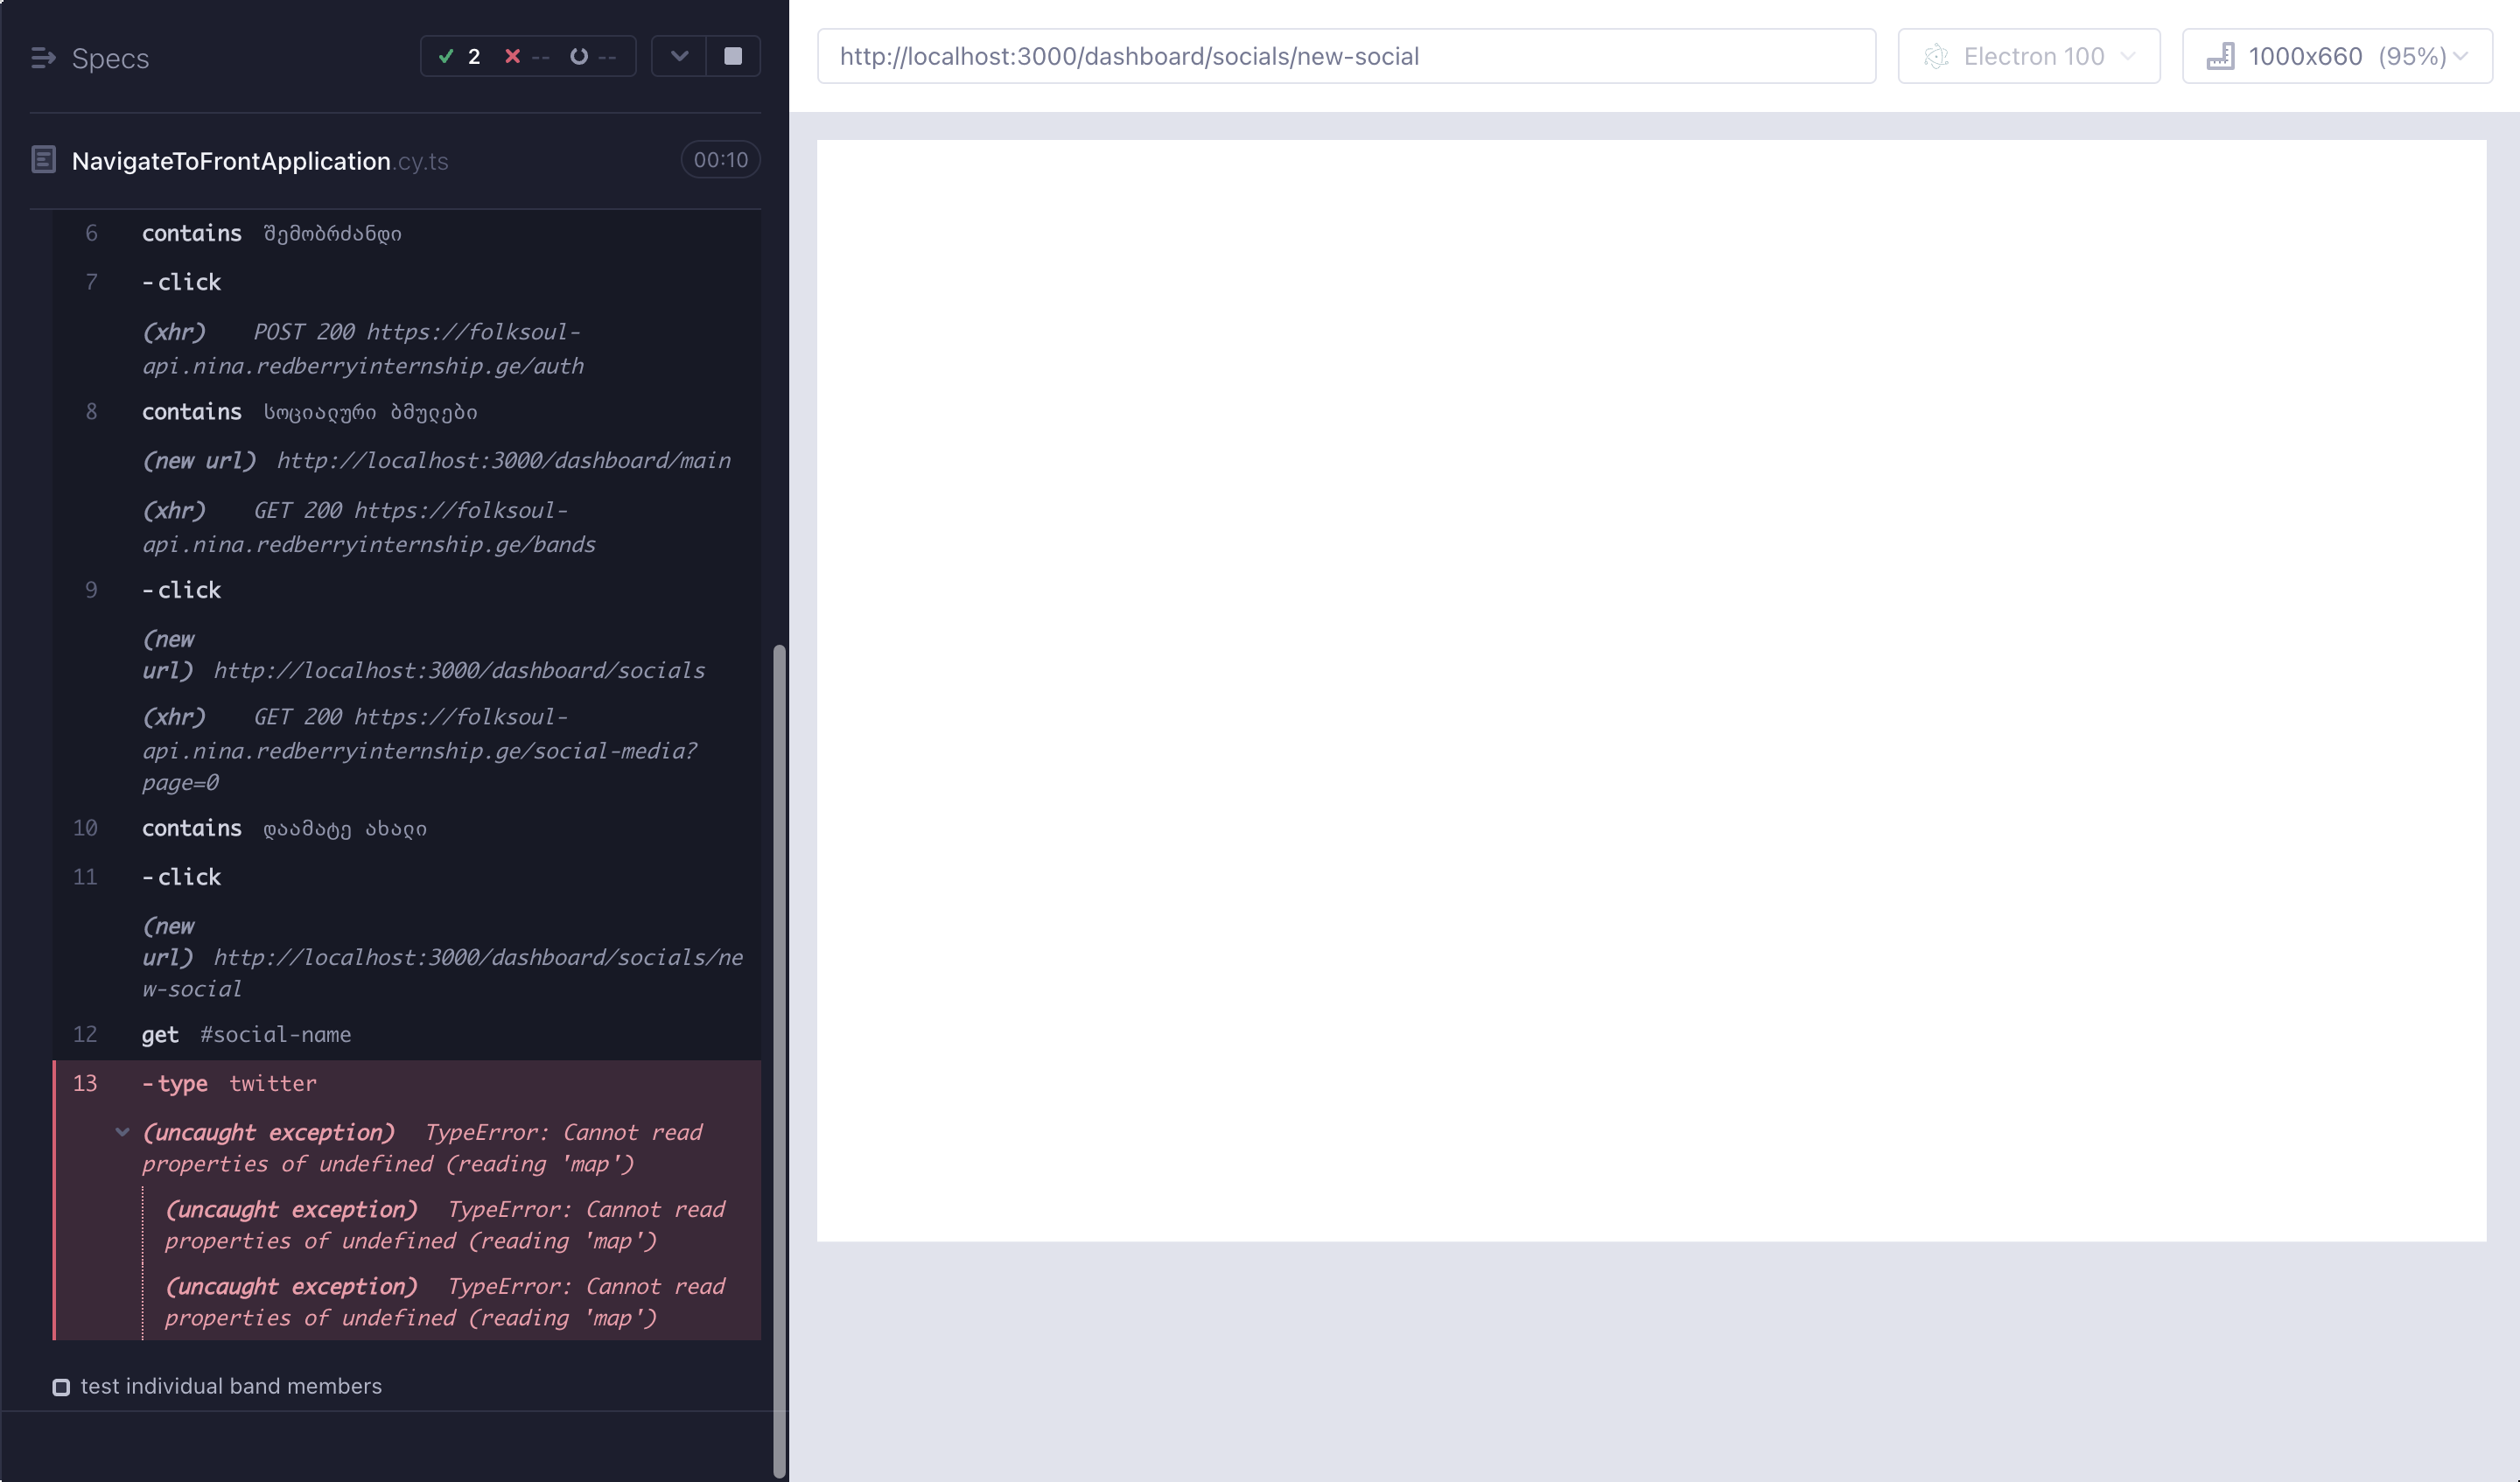 Specs
2 -- --
http://localhost:3000/dashboard/socials/new-social
Electron 100
1000x660 (95%)
NavigateToFrontApplication.cy.ts
00:10
6 contains შემობრძანდი
7 -click
(xhr) POST 200 https://folksoul-
api.nina.redberryinternship.ge/auth
8 contains სოციალური ბმულები
(new url) http://localhost:3000/dashboard/main
(xhr) GET 200 https://folksoul-
api.nina.redberryinternship.ge/bands
9 -click
(new
url) http://localhost:3000/dashboard/socials
(xhr) GET 200 https://folksoul-
api.nina.redberryinternship.ge/social-media?
page=0
10 contains დაამატე ახალი
11 -click
(new
url) http://localhost:3000/dashboard/socials/ne
w-social
12 get #social-name
13 -type twitter
(uncaught exception) TypeError: Cannot read
properties of undefined (reading 'map')
(uncaught exception) TypeError: Cannot read
properties of undefined (reading 'map')
(uncaught exception) TypeError: Cannot read
properties of undefined (reading 'map')
test individual band members